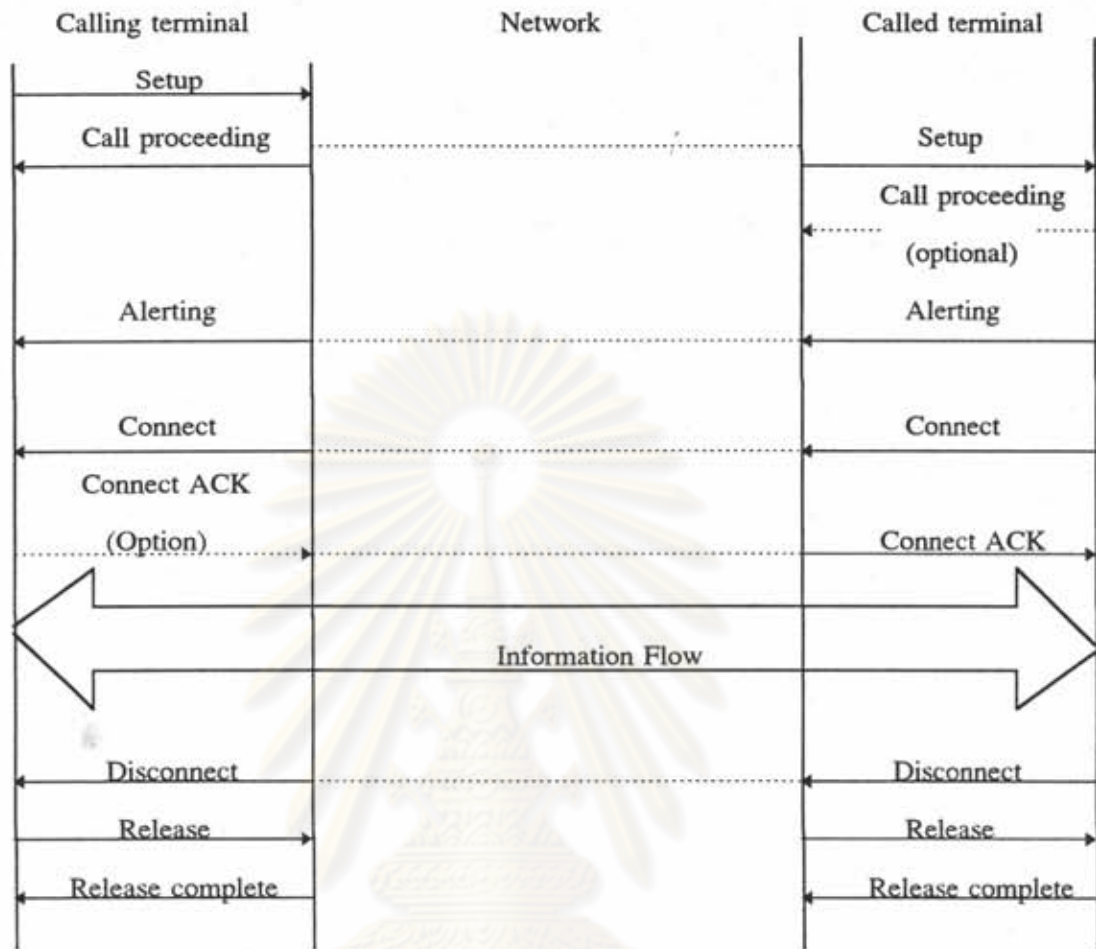 Calling terminal Network Called terminal
Setup
Call proceeding Setup
Call proceeding
(optional)
Alerting Alerting
Connect Connect
Connect ACK
(Option) Connect ACK
Information Flow
Disconnect Disconnect
Release Release
Release complete Release complete